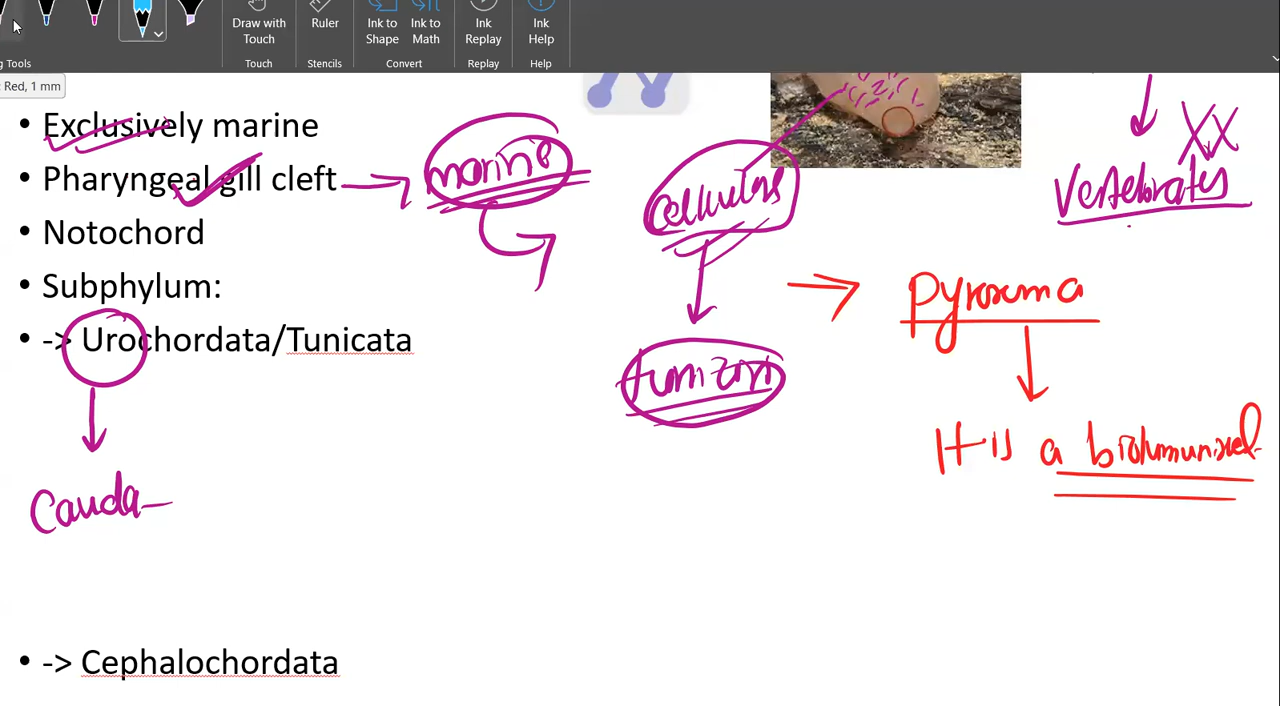 Draw with Touch
Ruler
Ink to Shape
Ink to Math
Ink Replay
Ink Help
ng Tools
Touch
Stencils
Convert
Replay
Help
: Red, 1 mm
• Exclusively marine
• Pharyngeal gill cleft
marine
• Notochord
• Subphylum:
• -> Urochordata/Tunicata
Cauda
• -> Cephalochordata
cellulose
XX
Vertebrates
Pyrosoma
It is a